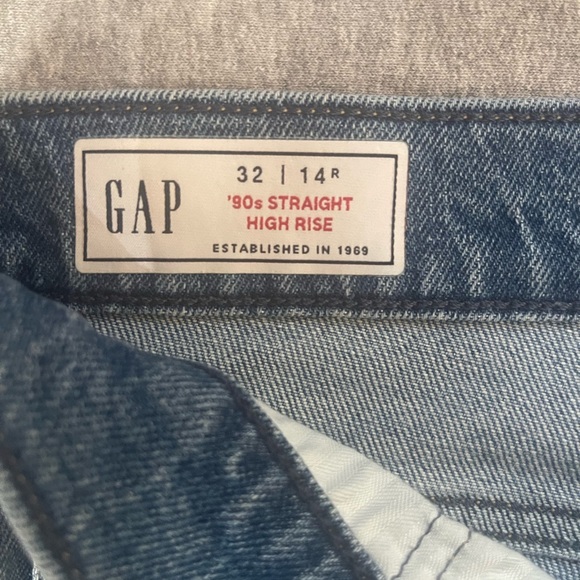 GAP
32 | 14R
'90s STRAIGHT
HIGH RISE
ESTABLISHED IN 1969